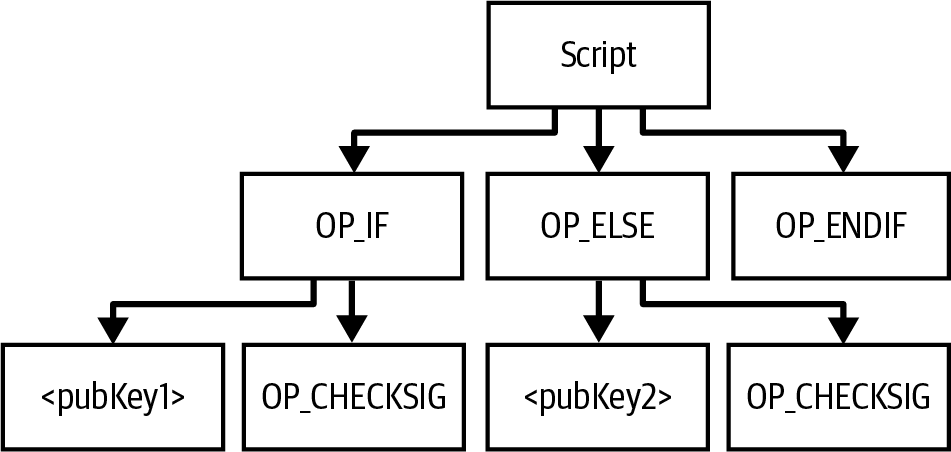 Script
OP_IF
OP_ELSE
OP_ENDIF
<pubKey1>
OP_CHECKSIG
<pubKey2>
OP_CHECKSIG